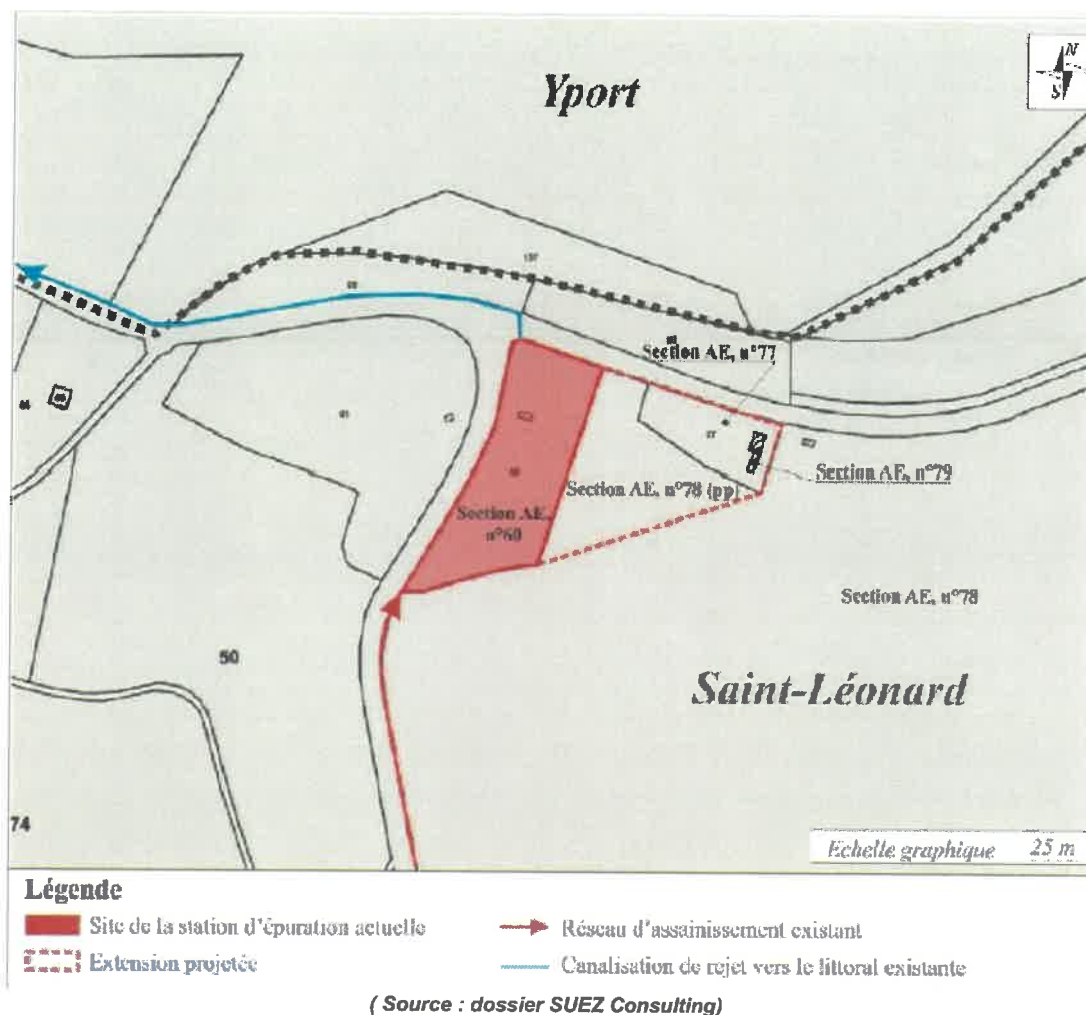 N
S
Yport
Section AE, n°77
Section AE, n°79
Section AE, n°78 (pp)
Section AE,
n°60
Section AE, n°78
50
Saint-Léonard
74
Echelle graphique 25 m
Légende
Site de la station d'épuration actuelle
Réseau d'assainissement existant
Extension projetée
Canalisation de rejet vers le littoral existante
( Source : dossier SUEZ Consulting)